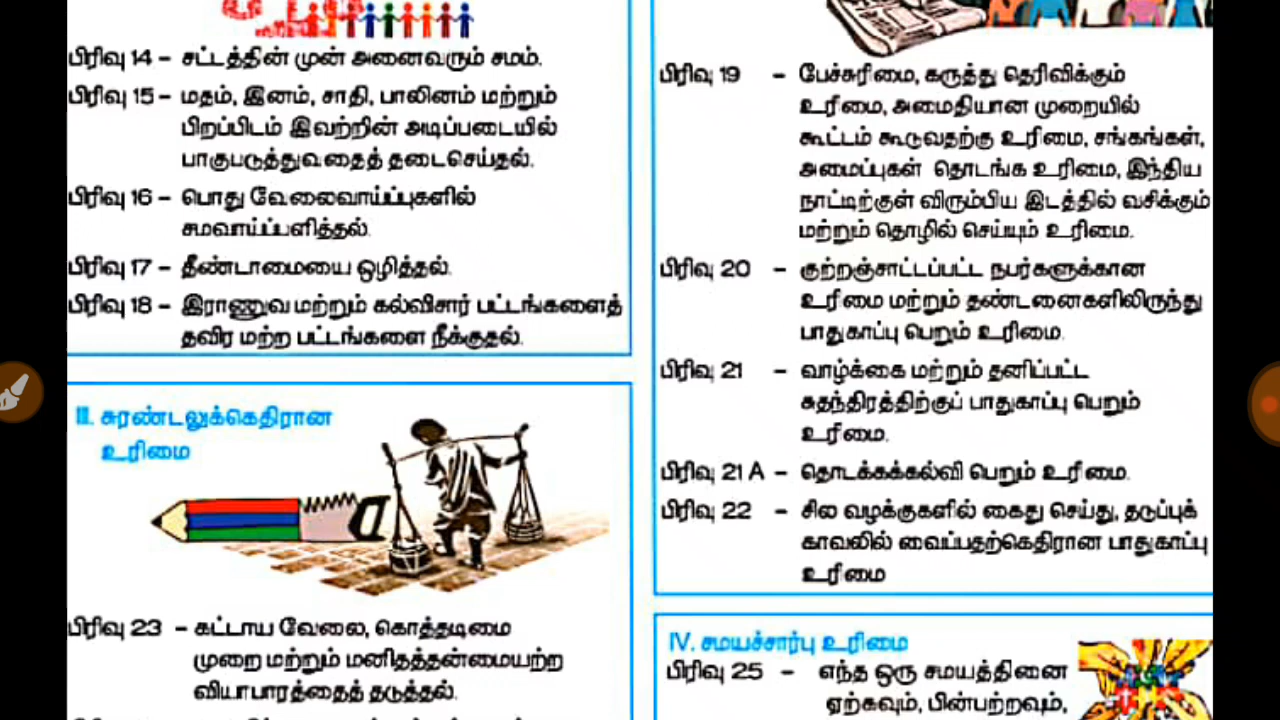 பிரிவு 14 – சட்டத்தின் முன் அனைவரும் சமம்.
பிரிவு 15 – மதம், இனம், சாதி, பாலினம் மற்றும்
பிறப்பிடம் இவற்றின் அடிப்படையில்
பாகுபடுத்துவதைத் தடைசெய்தல்.
பிரிவு 16 – பொது வேலைவாய்ப்புகளில்
சமவாய்ப்பளித்தல்.
பிரிவு 17 – தீண்டாமையை ஒழித்தல்.
பிரிவு 18 – இராணுவ மற்றும் கல்விசார் பட்டங்களைத்
தவிர மற்ற பட்டங்களை நீக்குதல்.
III. சுரண்டலுக்கெதிரான
உரிமை
பிரிவு 23 – கட்டாய வேலை, கொத்தடிமை
முறை மற்றும் மனிதத்தன்மையற்ற
வியாபாரத்தைத் தடுத்தல்.
பிரிவு 19 – பேச்சுரிமை, கருத்து தெரிவிக்கும்
உரிமை, அமைதியான முறையில்
கூட்டம் கூடுவதற்கு உரிமை, சங்கங்கள்,
அமைப்புகள் தொடங்க உரிமை, இந்திய
நாட்டிற்குள் விரும்பிய இடத்தில் வசிக்கும்
மற்றும் தொழில் செய்யும் உரிமை.
பிரிவு 20 – குற்றஞ்சாட்டப்பட்ட நபர்களுக்கான
உரிமை மற்றும் தண்டனைகளிலிருந்து
பாதுகாப்பு பெறும் உரிமை.
பிரிவு 21 – வாழ்க்கை மற்றும் தனிப்பட்ட
சுதந்திரத்திற்குப் பாதுகாப்பு பெறும்
உரிமை.
பிரிவு 21 A – தொடக்கக்கல்வி பெறும் உரிமை.
பிரிவு 22 – சில வழக்குகளில் கைது செய்து, தடுப்புக்
காவலில் வைப்பதற்கெதிரான பாதுகாப்பு
உரிமை
IV. சமயச்சார்பு உரிமை
பிரிவு 25 – எந்த ஒரு சமயத்தினை
ஏற்கவும், பின்பற்றவும்,